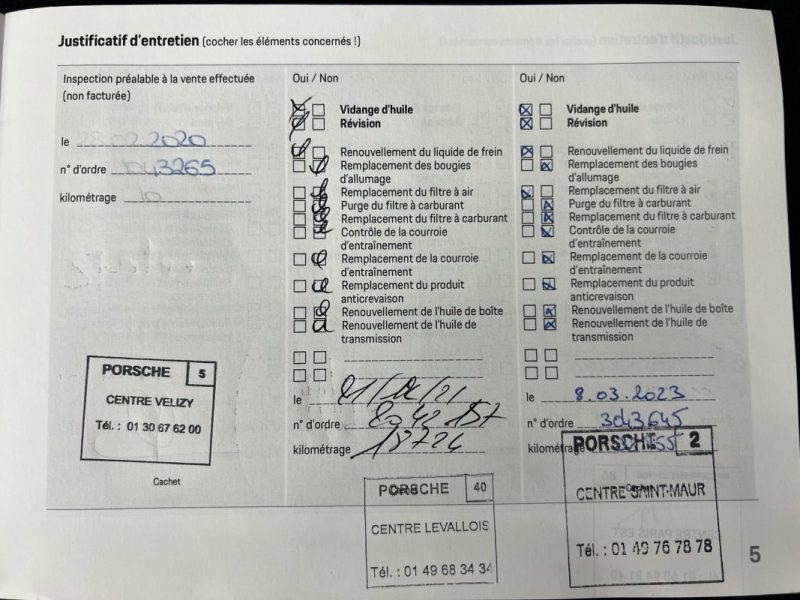 Justificatif d'entretien (cocher les éléments concernés !)
Inspection préalable à la vente effectuée
(non facturée)
le 28.02.2020
n° d'ordre 1043265
kilométrage 10
PORSCHE 5
CENTRE VELIZY
Tél. : 01 30 67 62 00
Cachet
Oui / Non
Vidange d'huile
Révision
Renouvellement du liquide de frein
Remplacement des bougies
d'allumage
Remplacement du filtre à air
Purge du filtre à carburant
Remplacement du filtre à carburant
Contrôle de la courroie
d'entraînement
Remplacement de la courroie
d'entraînement
Remplacement du produit
anticrevaison
Renouvellement de l'huile de boîte
Renouvellement de l'huile de
transmission
le
n° d'ordre
kilométrage 18724
PORSCHE 40
CENTRE LEVALLOIS
Tél. : 01 49 68 34 34
Oui / Non
Vidange d'huile
Révision
Renouvellement du liquide de frein
Remplacement des bougies
d'allumage
Remplacement du filtre à air
Purge du filtre à carburant
Remplacement du filtre à carburant
Contrôle de la courroie
d'entraînement
Remplacement de la courroie
d'entraînement
Remplacement du produit
anticrevaison
Renouvellement de l'huile de boîte
Renouvellement de l'huile de
transmission
le 8.03.2023
n° d'ordre 3043645
kilométrage
PORSCHE 2
CENTRE SAINT-MAUR
Tél. : 01 49 76 78 78
5